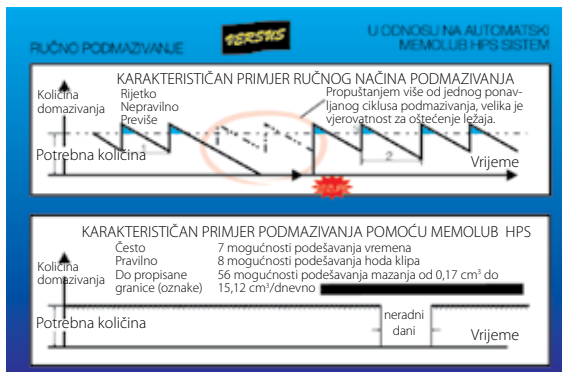 RUČNO PODMAZIVANJE
VERSUS
U ODNOSU NA AUTOMATSKI
MEMOLUB HPS SISTEM
KARAKTERISTIČAN PRIMJER RUČNOG NAČINA PODMAZIVANJA
Količina
domazivanja
Rijetko
Nepravilno
Previše
Propuštanjem više od jednog ponav-
ljanog ciklusa podmazivanja, velika je
vjerovatnost za oštećenje ležaja.
Potrebna količina
1
2
Vrijeme
KARAKTERISTIČAN PRIMJER PODMAZIVANJA POMOĆU MEMOLUB HPS
Količina
domazivanja
Često
Pravilno
Do propisane
granice (oznake)
7 mogućnosti podešavanja vremena
8 mogućnosti podešavanja hoda klipa
56 mogućnosti podešavanja mazanja od 0,17 cm³ do
15,12 cm³/dnevno
Potrebna količina
neradni
dani
Vrijeme